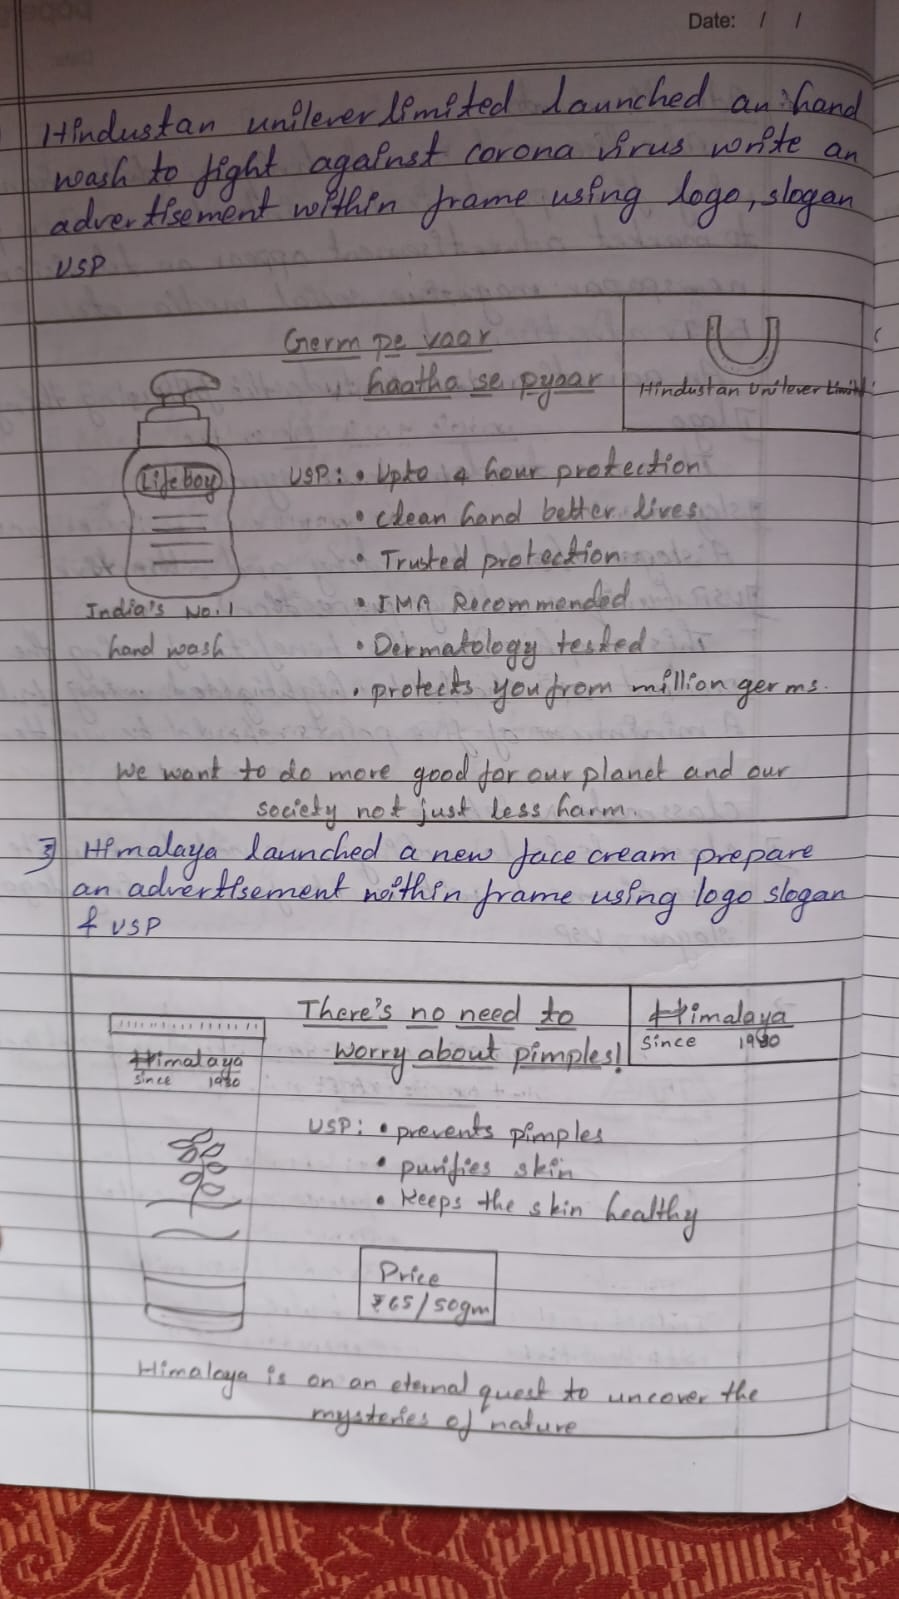 Date: / /
Hindustan unilever limited launched an hand
wash to fight against corona virus write an
advertisement within frame using logo, slogan
USP
Germ pe vaar
haatho se pyaar
Hindustan Unilever Limited
Lifeboy
USP: • Upto 4 hour protection
• clean hand better lives
• Trusted protection
• IMA Recommended
• Dermatology tested
• protects you from million germs.
India's No.1
hand wash
We want to do more good for our planet and our
society not just less harm.
3] Himalaya launched a new face cream prepare
an advertisement within frame using logo slogan
& USP
There's no need to
worry about pimples!
Himalaya
Since 1930
Himalaya
Since 1930
USP: • prevents pimples
• purifies skin
• Keeps the skin healthy
Price
₹65/50gm
Himalaya is on an eternal quest to uncover the
mysteries of nature